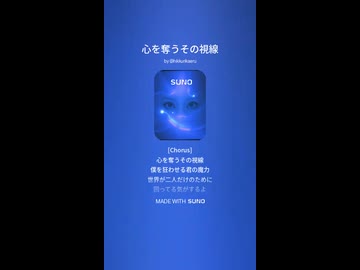 心を奪うその視線
SUNO
[Chorus]
心を奪うその視線
僕を狂わせる君の魔力
世界が二人だけのために
回ってる気がするよ
MADE WITH SUNO